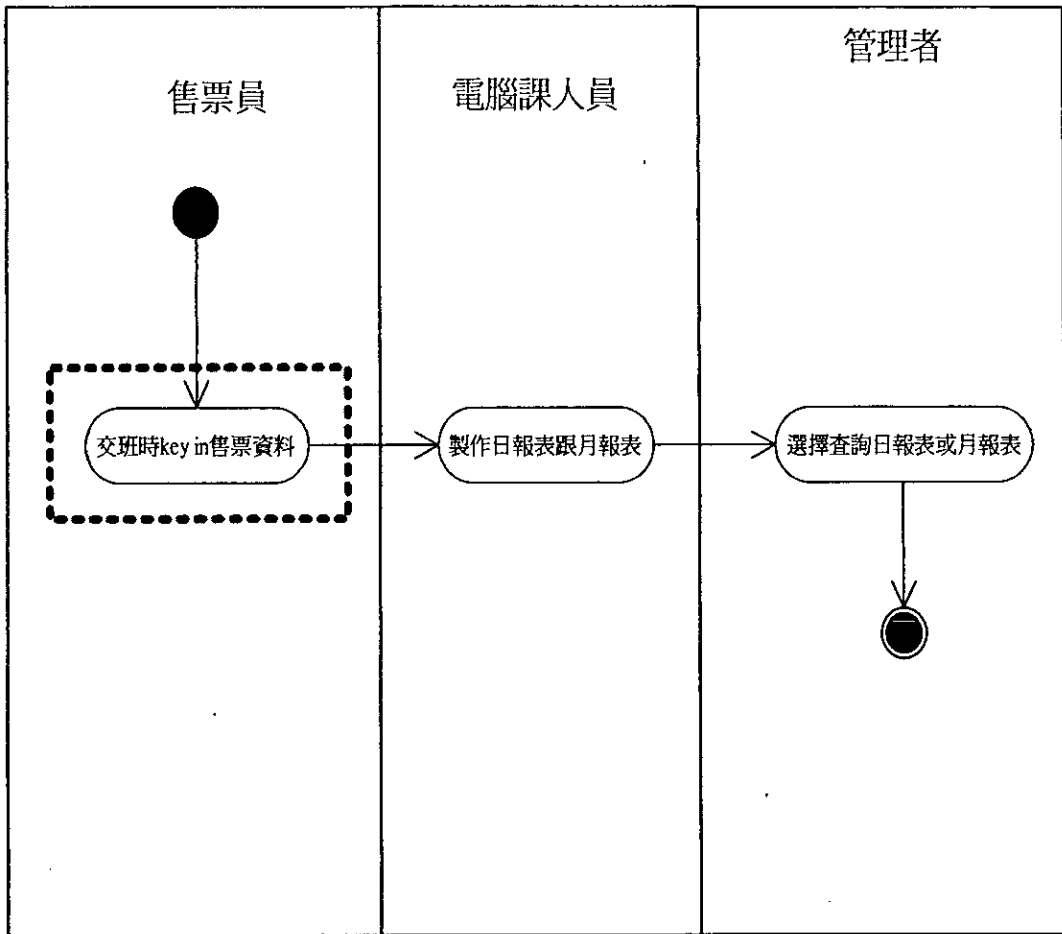 售票員
電腦課人員
管理者
交班時key in售票資料
製作日報表跟月報表
選擇查詢日報表或月報表